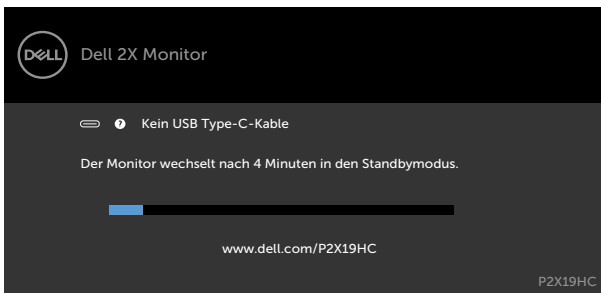 DELL
Dell 2X Monitor
Kein USB Type-C-Kable
Der Monitor wechselt nach 4 Minuten in den Standbymodus.
www.dell.com/P2X19HC
P2X19HC